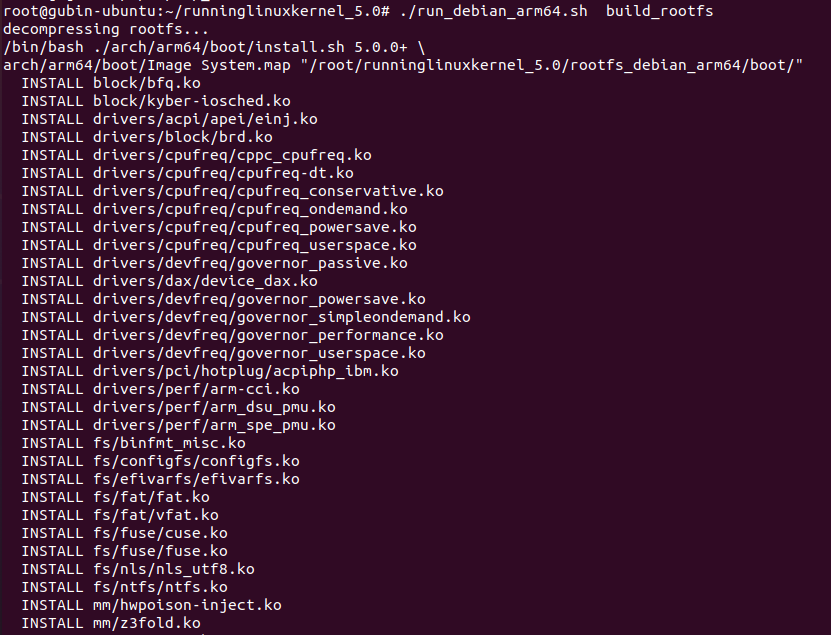 root@gubin-ubuntu:~/runninglinuxkernel_5.0# ./run_debian_arm64.sh  build_rootfs
decompressing rootfs...
/bin/bash ./arch/arm64/boot/install.sh 5.0.0+ \
arch/arm64/boot/Image System.map "/root/runninglinuxkernel_5.0/rootfs_debian_arm64/boot/"
  INSTALL block/bfq.ko
  INSTALL block/kyber-iosched.ko
  INSTALL drivers/acpi/apei/einj.ko
  INSTALL drivers/block/brd.ko
  INSTALL drivers/cpufreq/cppc_cpufreq.ko
  INSTALL drivers/cpufreq/cpufreq-dt.ko
  INSTALL drivers/cpufreq/cpufreq_conservative.ko
  INSTALL drivers/cpufreq/cpufreq_ondemand.ko
  INSTALL drivers/cpufreq/cpufreq_powersave.ko
  INSTALL drivers/cpufreq/cpufreq_userspace.ko
  INSTALL drivers/devfreq/governor_passive.ko
  INSTALL drivers/dax/device_dax.ko
  INSTALL drivers/devfreq/governor_powersave.ko
  INSTALL drivers/devfreq/governor_simpleondemand.ko
  INSTALL drivers/devfreq/governor_performance.ko
  INSTALL drivers/devfreq/governor_userspace.ko
  INSTALL drivers/pci/hotplug/acpiphp_ibm.ko
  INSTALL drivers/perf/arm-cci.ko
  INSTALL drivers/perf/arm_dsu_pmu.ko
  INSTALL drivers/perf/arm_spe_pmu.ko
  INSTALL fs/binfmt_misc.ko
  INSTALL fs/configfs/configfs.ko
  INSTALL fs/efivarfs/efivarfs.ko
  INSTALL fs/fat/fat.ko
  INSTALL fs/fat/vfat.ko
  INSTALL fs/fuse/cuse.ko
  INSTALL fs/fuse/fuse.ko
  INSTALL fs/nls/nls_utf8.ko
  INSTALL fs/ntfs/ntfs.ko
  INSTALL mm/hwpoison-inject.ko
  INSTALL mm/z3fold.ko